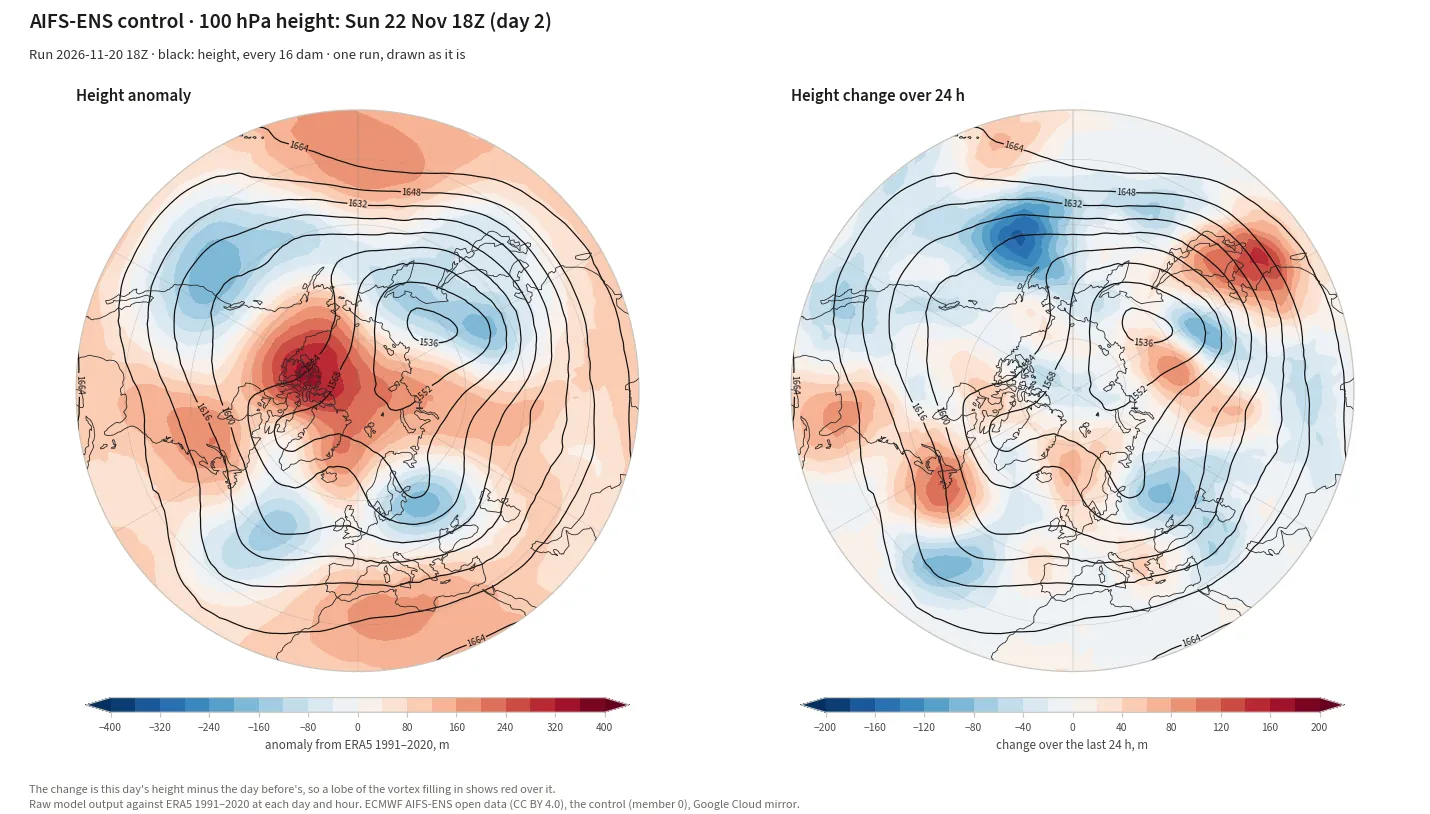 AIFS-ENS control · 100 hPa height: Sun 22 Nov 18Z (day 2)
Run 2026-11-20 18Z · black: height, every 16 dam · one run, drawn as it is
Height anomaly
Height change over 24 h
1664
1648
1632
1536
1568
1552
1664
1616
1600
1664
1664
1648
1632
1536
1568
1552
1664
1616
1600
1664
−400 −320 −240 −160 −80 0 80 160 240 320 400
anomaly from ERA5 1991–2020, m
−200 −160 −120 −80 −40 0 40 80 120 160 200
change over the last 24 h, m
The change is this day's height minus the day before's, so a lobe of the vortex filling in shows red over it.
Raw model output against ERA5 1991–2020 at each day and hour. ECMWF AIFS-ENS open data (CC BY 4.0), the control (member 0), Google Cloud mirror.